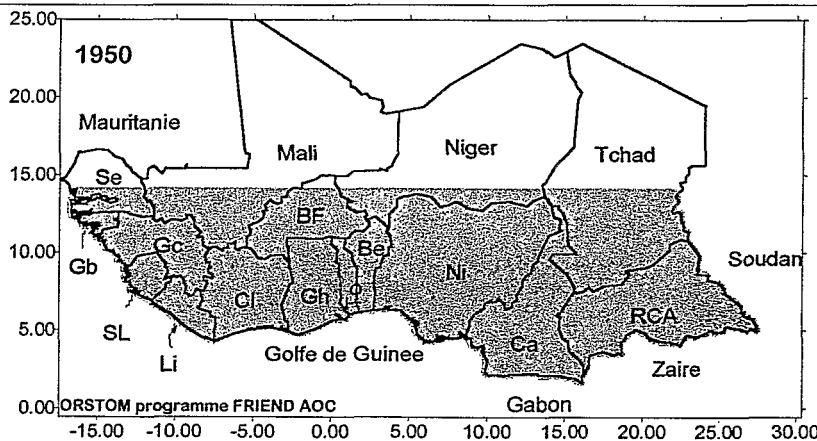 25.00
1950
20.00
Mauritanie
Mali
Niger
Tchad
15.00
Se
BF
10.00
Gc
Be
Gb
Ni
Soudan
CI
Gh
SL
RCA
5.00
Li
Golfe de Guinee
Ca
Zaire
0.00
ORSTOM programme FRIEND AOC
Gabon
-15.00 -10.00 -5.00 0.00 5.00 10.00 15.00 20.00 25.00 30.00